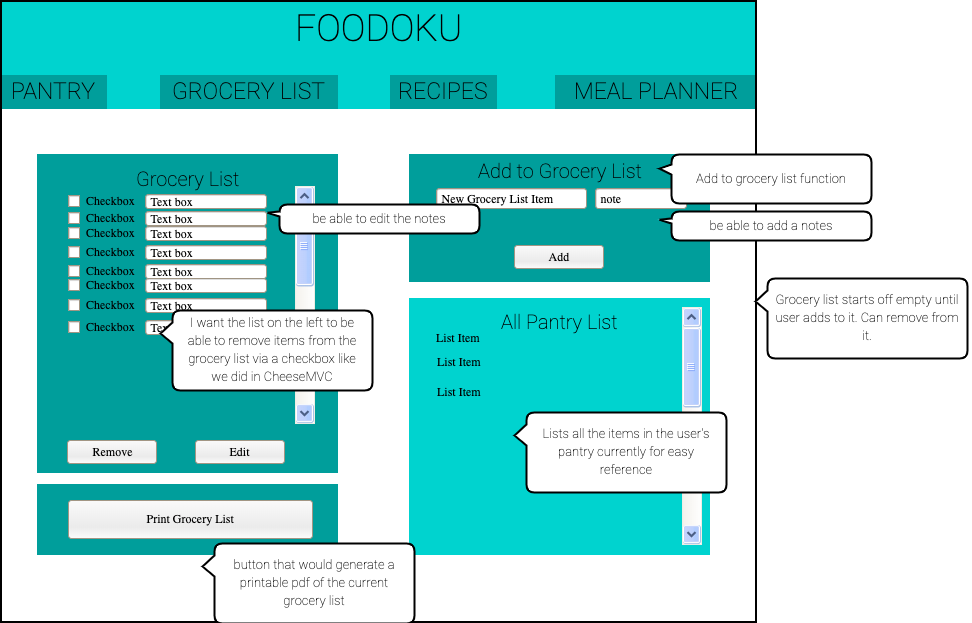 FOODOKU
PANTRY
GROCERY LIST
RECIPES
MEAL PLANNER
Grocery List
Checkbox Text box
Checkbox Text box
Checkbox Text box
Checkbox Text box
Checkbox Text box
Checkbox Text box
Checkbox Text box
Checkbox
be able to edit the notes
I want the list on the left to be
able to remove items from the
grocery list via a checkbox like
we did in CheeseMVC
Remove
Edit
Print Grocery List
button that would generate a
printable pdf of the current
grocery list
Add to Grocery List
New Grocery List Item
note
Add to grocery list function
be able to add a notes
Add
Grocery list starts off empty until
user adds to it. Can remove from
it.
All Pantry List
List Item
List Item
List Item
Lists all the items in the user's
pantry currently for easy
reference